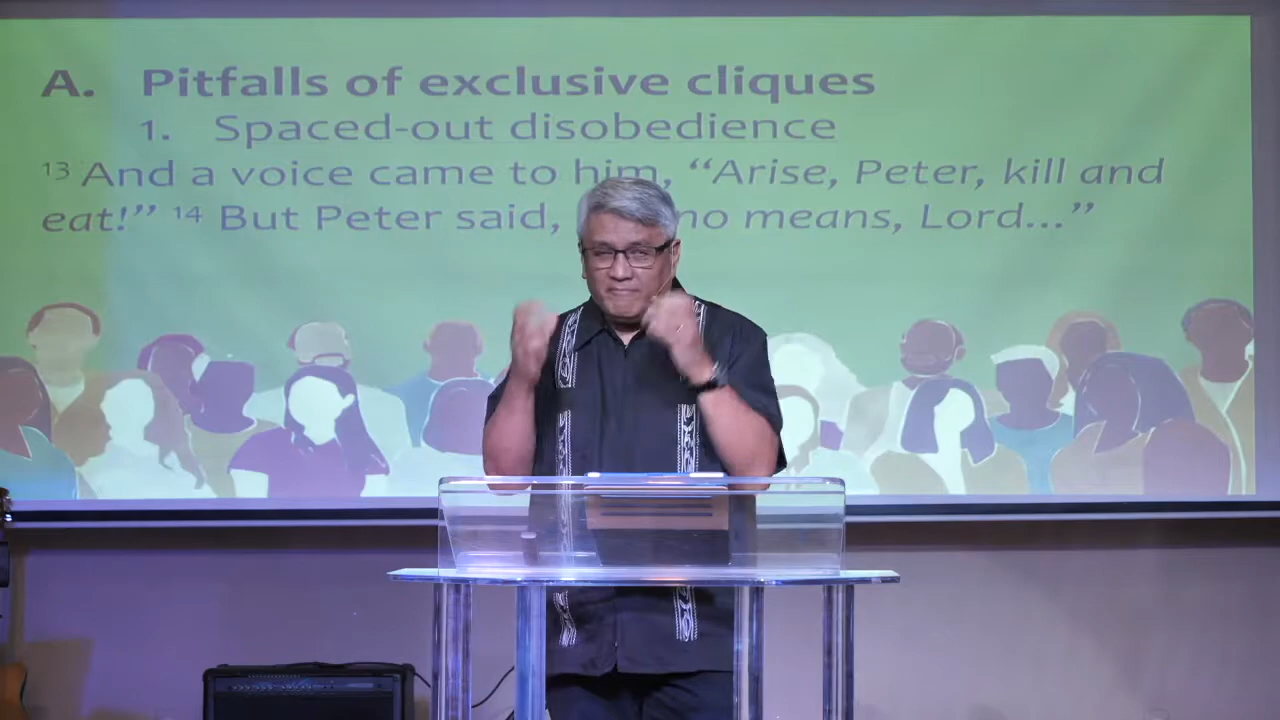 A. Pitfalls of exclusive cliques
1. Spaced-out disobedience
13 And a voice came to him, “Arise, Peter, kill and
eat!” 14 But Peter said, no means, Lord...”